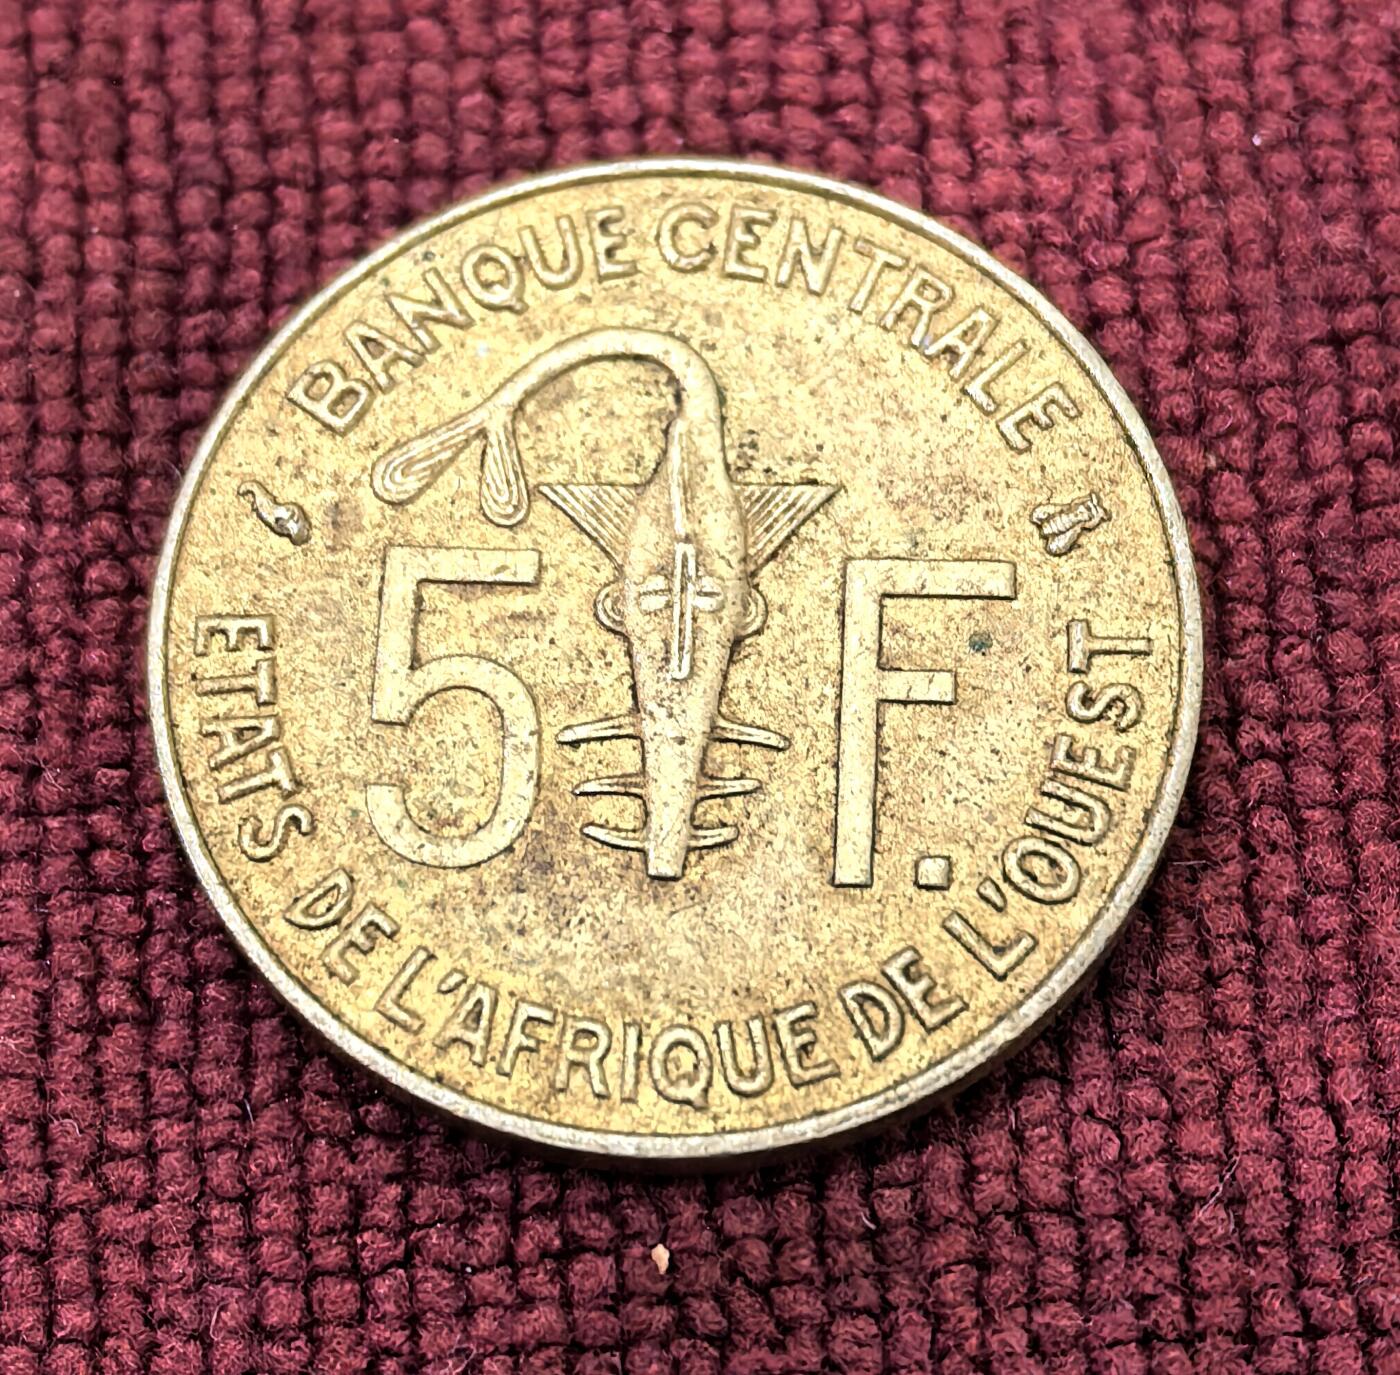 BANQUE CENTRALE
5 F.
ETATS DE L'AFRIQUE DE L'OUEST